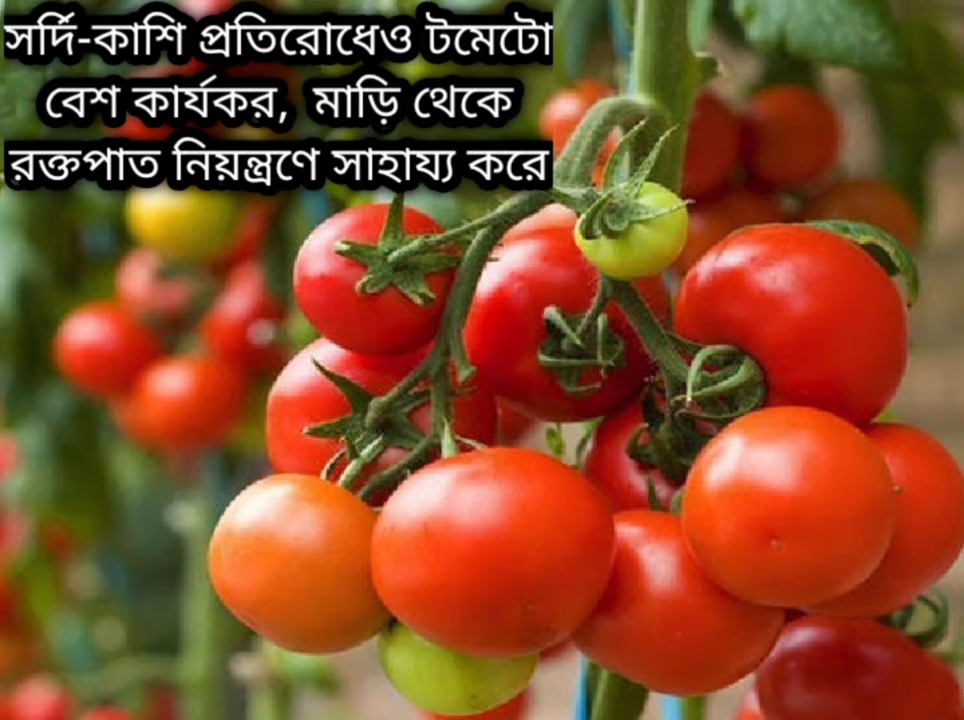 সর্দি-কাশি প্রতিরোধেও টমেটো
বেশ কার্যকর, মাড়ি থেকে
রক্তপাত নিয়ন্ত্রণে সাহায্য করে